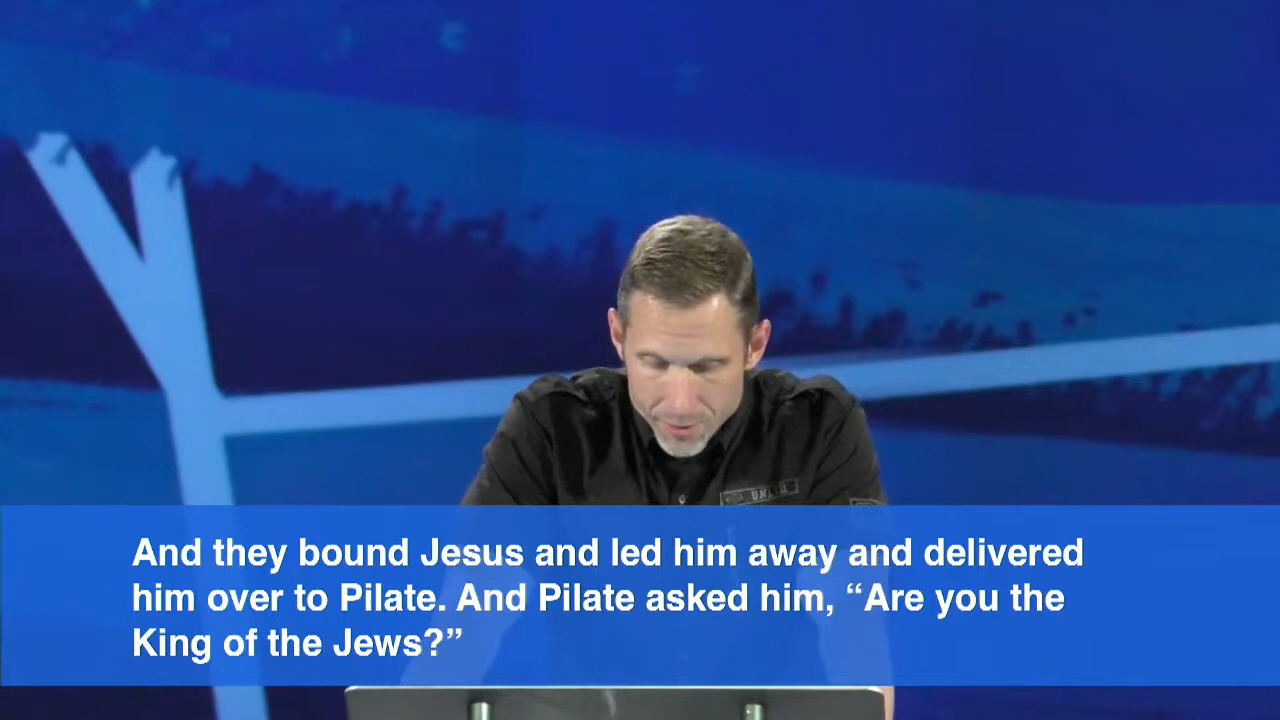 And they bound Jesus and led him away and delivered
him over to Pilate. And Pilate asked him, “Are you the
King of the Jews?”